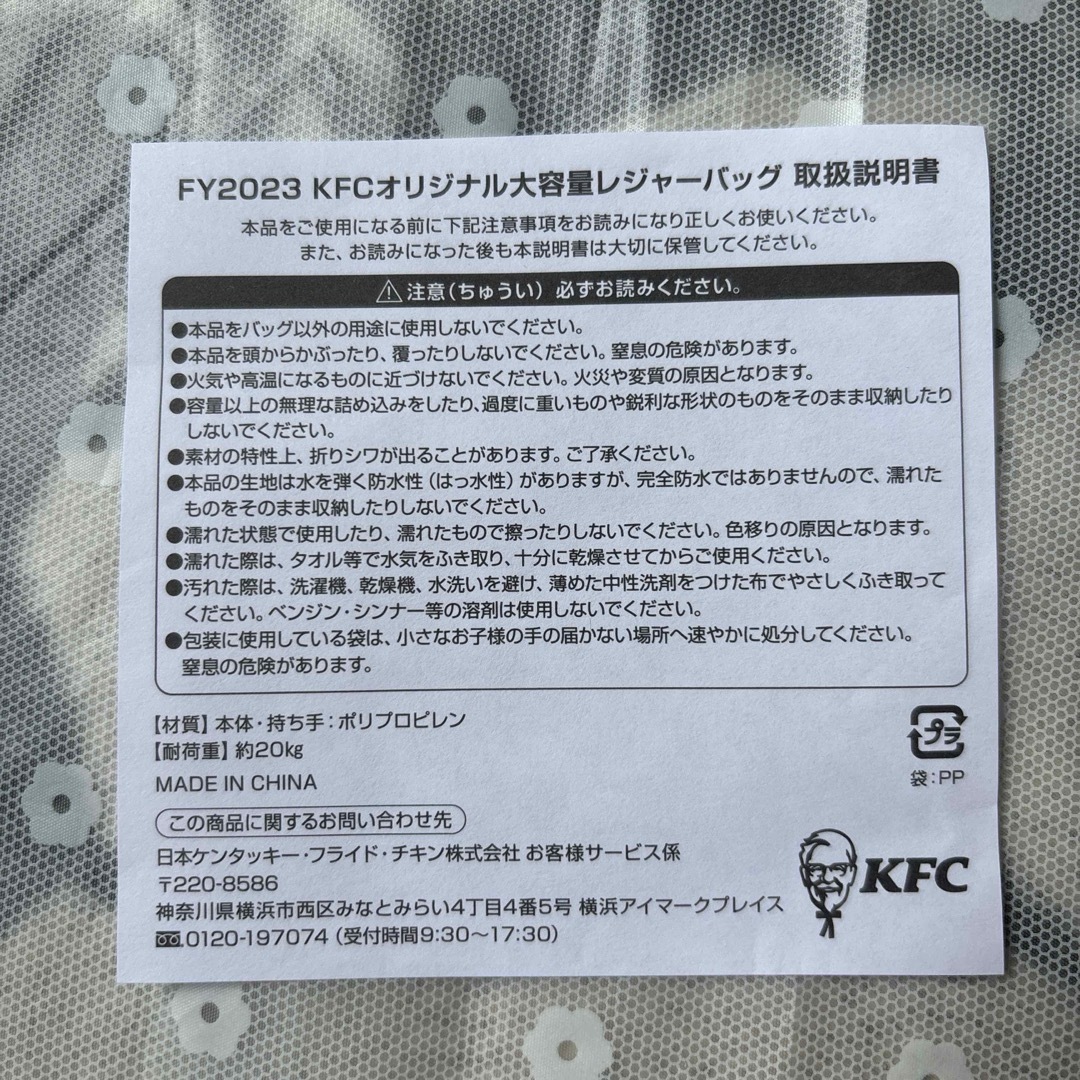 FY2023 KFCオリジナル大容量レジャーバッグ 取扱説明書
本品をご使用になる前に下記注意事項をお読みになり正しくお使いください。
また、お読みになった後も本説明書は大切に保管してください。
⚠注意(ちゅうい) 必ずお読みください。
●本品をバッグ以外の用途に使用しないでください。
●本品を頭からかぶったり、覆ったりしないでください。窒息の危険があります。
●火気や高温になるものに近づけないでください。火災や変質の原因となります。
●容量以上の無理な詰め込みをしたり、過度に重いものや鋭利な形状のものをそのまま収納したり
しないでください。
●素材の特性上、折りシワが出ることがあります。ご了承ください。
●本品の生地は水を弾く防水性(はっ水性)がありますが、完全防水ではありませんので、濡れた
ものをそのまま収納したりしないでください。
●濡れた状態で使用したり、濡れたもので擦ったりしないでください。色移りの原因となります。
●濡れた際は、タオル等で水気をふき取り、十分に乾燥させてからご使用ください。
●汚れた際は、洗濯機、乾燥機、水洗いを避け、薄めた中性洗剤をつけた布でやさしくふき取って
ください。ベンジン・シンナー等の溶剤は使用しないでください。
●包装に使用している袋は、小さなお子様の手の届かない場所へ速やかに処分してください。
窒息の危険があります。
【材質】本体・持ち手:ポリプロピレン
【耐荷重】約20kg
MADE IN CHINA
プラ
袋:PP
この商品に関するお問い合わせ先
日本ケンタッキー・フライド・チキン株式会社 お客様サービス係
〒220-8586
神奈川県横浜市西区みなとみらい4丁目4番5号 横浜アイマークプレイス
0120-197074(受付時間9:30~17:30)
KFC